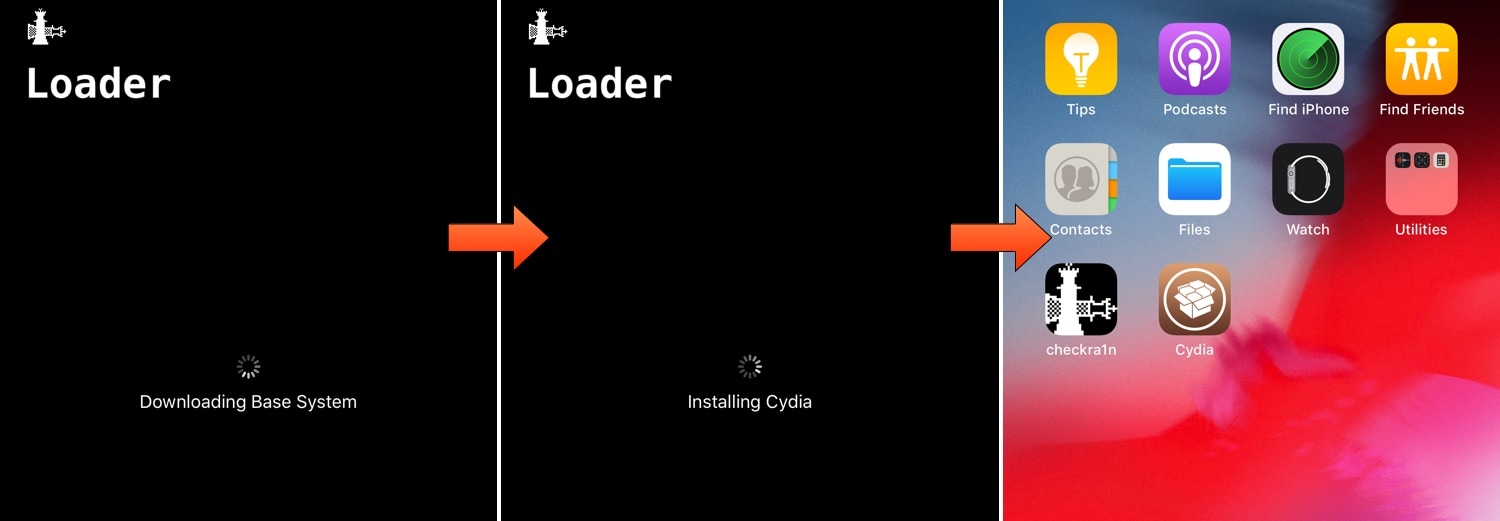 Loader
Downloading Base System
Loader
Installing Cydia
Tips
Podcasts
Find iPhone
Find Friends
Contacts
Files
Watch
Utilities
checkra1n
Cydia